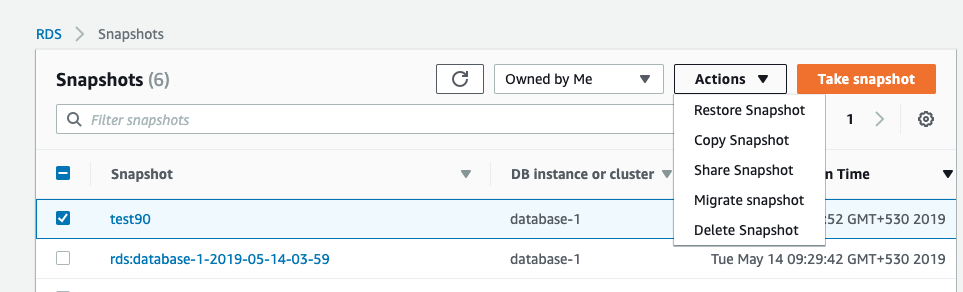 RDS > Snapshots
Snapshots (6) Owned by Me Actions Take snapshot
Filter snapshots 1
Restore Snapshot
Copy Snapshot
Share Snapshot
Migrate snapshot
Delete Snapshot
Snapshot DB instance or cluster n Time
test90 database-1 :52 GMT+530 2019
rds:database-1-2019-05-14-03-59 database-1 Tue May 14 09:29:42 GMT+530 2019